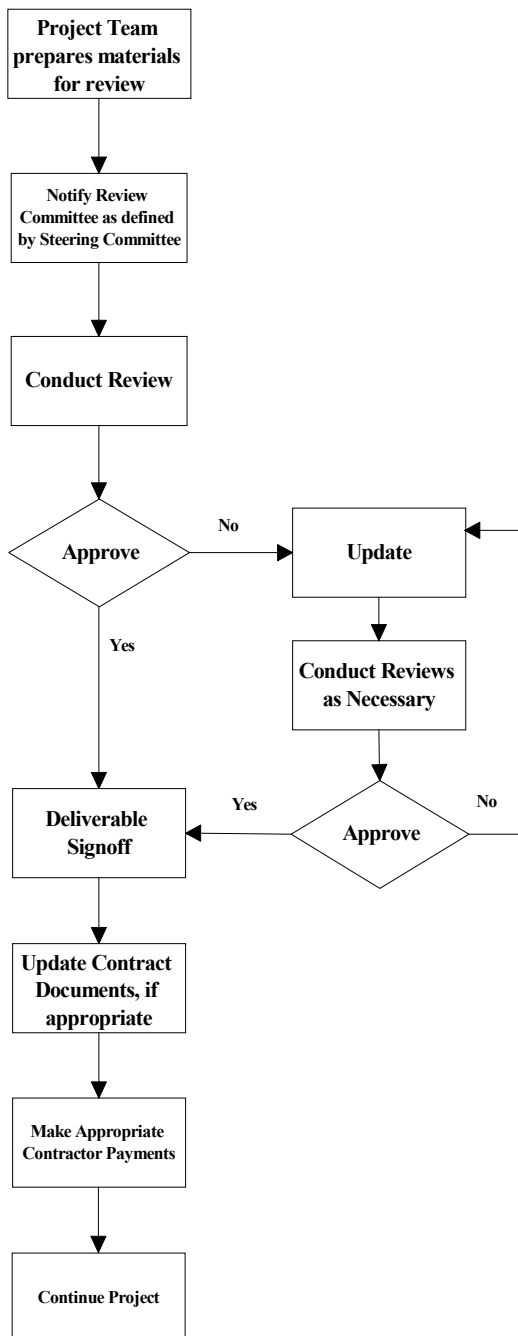 Project Team
prepares materials
for review
Notify Review
Committee as defined
by Steering Committee
Conduct Review
Approve
No
Update
Yes
Conduct Reviews
as Necessary
Deliverable
Signoff
Yes
Approve
No
Update Contract
Documents, if
appropriate
Make Appropriate
Contractor Payments
Continue Project